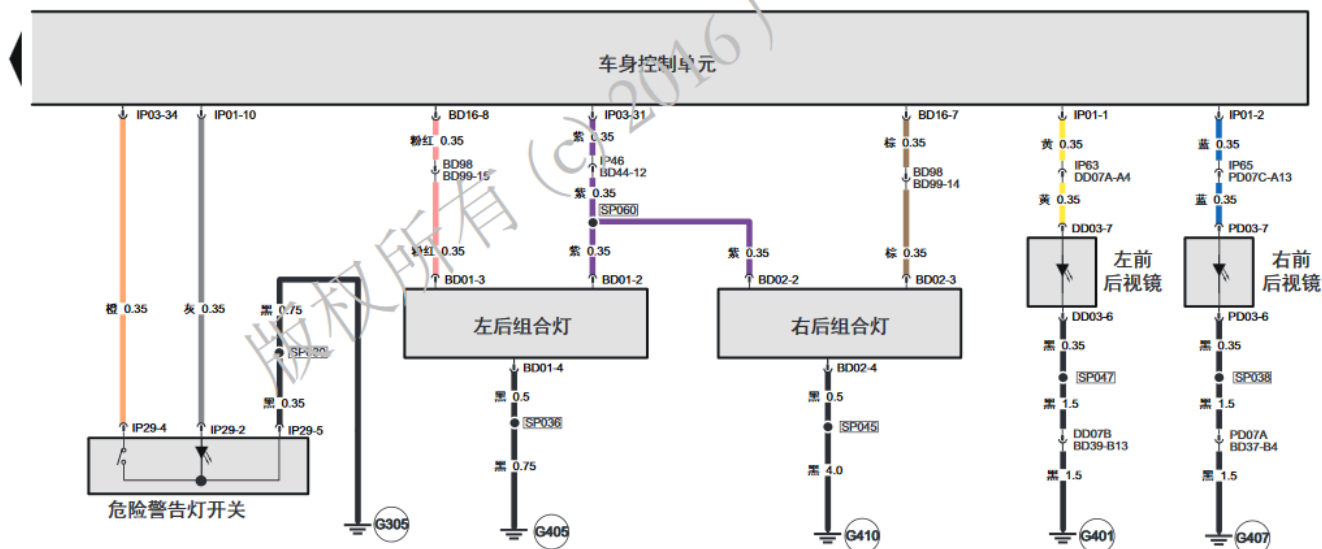 车身控制单元
IP03-34
IP01-10
BD16-8
IP03-31
BD16-7
IP01-1
IP01-2
粉红 0.35
紫 0.35
棕 0.35
黄 0.35
蓝 0.35
BD98
BD99-15
IP46
BD44-12
BD98
BD99-14
IP63
DD07A-A4
IP65
PD07C-A13
紫 0.35
黄 0.35
蓝 0.35
SP060
粉红 0.35
紫 0.35
紫 0.35
棕 0.35
DD03-7
PD03-7
左前
后视镜
右前
后视镜
BD01-3
BD01-2
BD02-2
BD02-3
橙 0.35
灰 0.35
黑 0.75
左后组合灯
右后组合灯
DD03-6
PD03-6
黑 0.35
黑 0.35
BD01-4
BD02-4
SP047
SP038
黑 0.35
黑 0.5
黑 0.5
黑 1.5
黑 1.5
SP036
SP045
IP29-4
IP29-2
IP29-5
DD07B
BD39-B13
PD07A
BD37-B4
黑 0.75
黑 4.0
黑 1.5
黑 1.5
危险警告灯开关
G305
G405
G410
G401
G407
版权所有 (c) 2016)